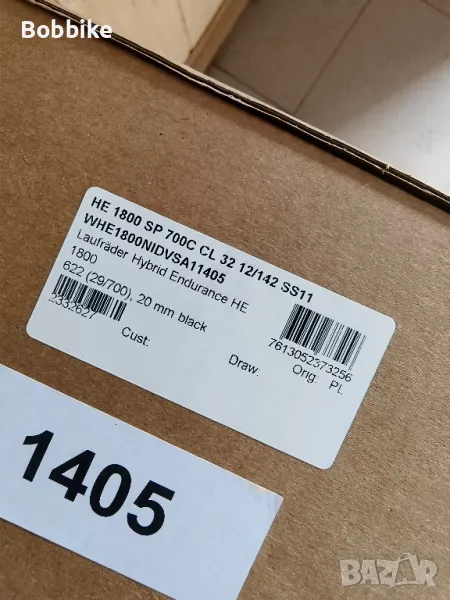 Bobbike
HE 1800 SP 700C CL 32 12/142 SS11
WHE1800NIDVSA11405
Laufräder Hybrid Endurance HE
1800
622 (29/700), 20 mm black
2332627
7613052373256
Cust:
Draw:
Orig: PL
1405
BAZAR